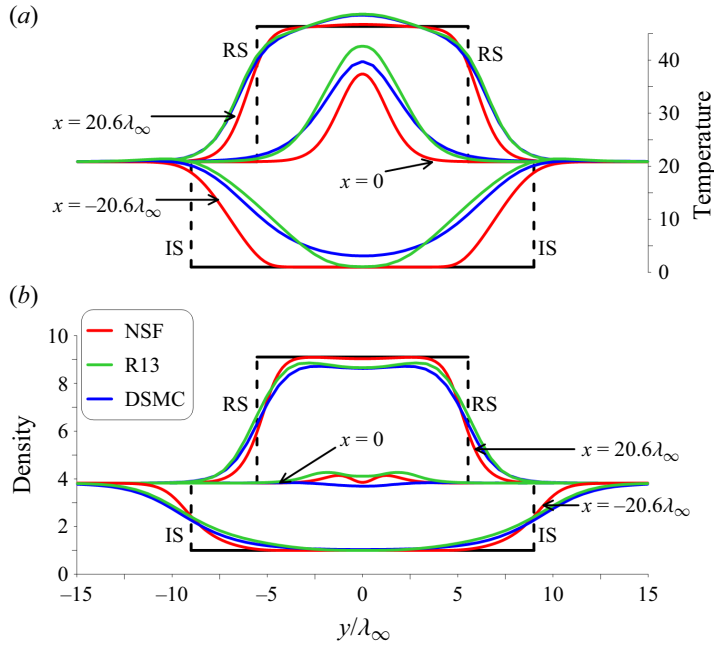 (a)
RS
RS
40
x = 20.6λ∞
30
Temperature
20
x = 0
x = –20.6λ∞
10
IS
IS
0
(b)
10
NSF
R13
DSMC
8
RS
RS
6
x = 0
x = 20.6λ∞
Density
4
x = –20.6λ∞
2
IS
IS
0
–15
–10
–5
0
5
10
15
y/λ∞